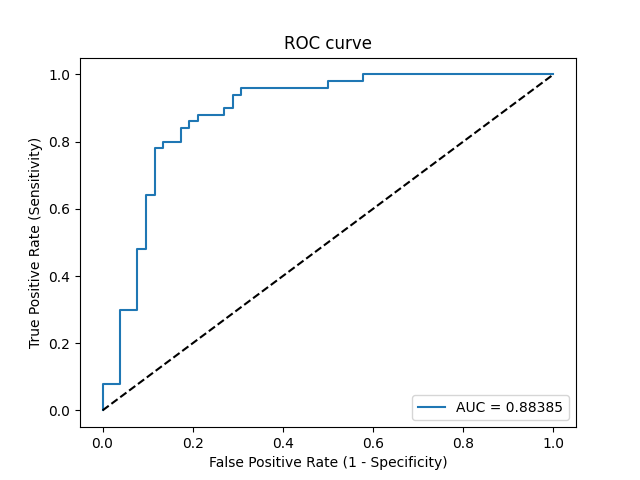 ROC curve
True Positive Rate (Sensitivity)
1.0
0.8
0.6
0.4
0.2
0.0
AUC = 0.88385
0.0 0.2 0.4 0.6 0.8 1.0
False Positive Rate (1 - Specificity)